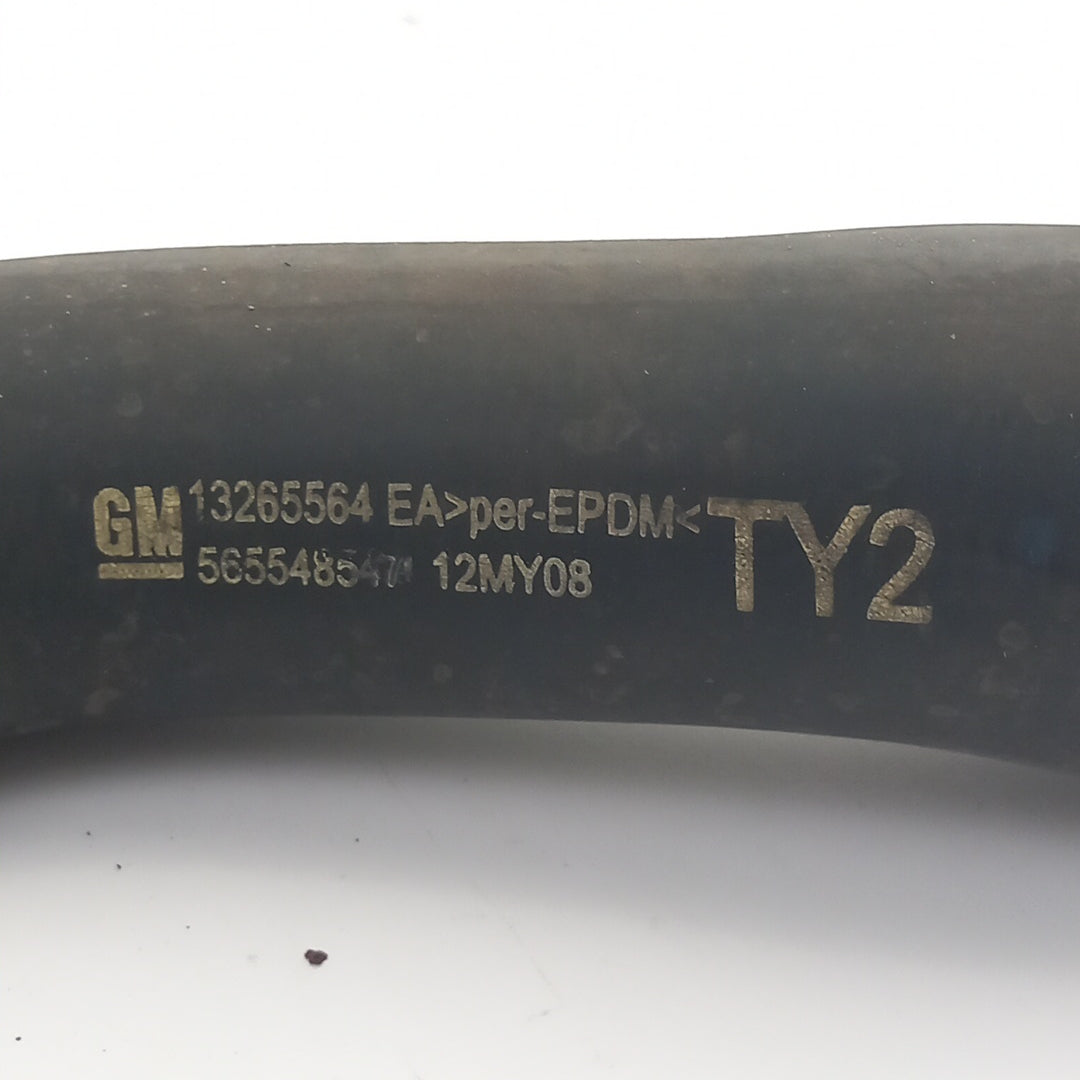 GM 13265564 EA>per-EPDM< TY2
12MY08